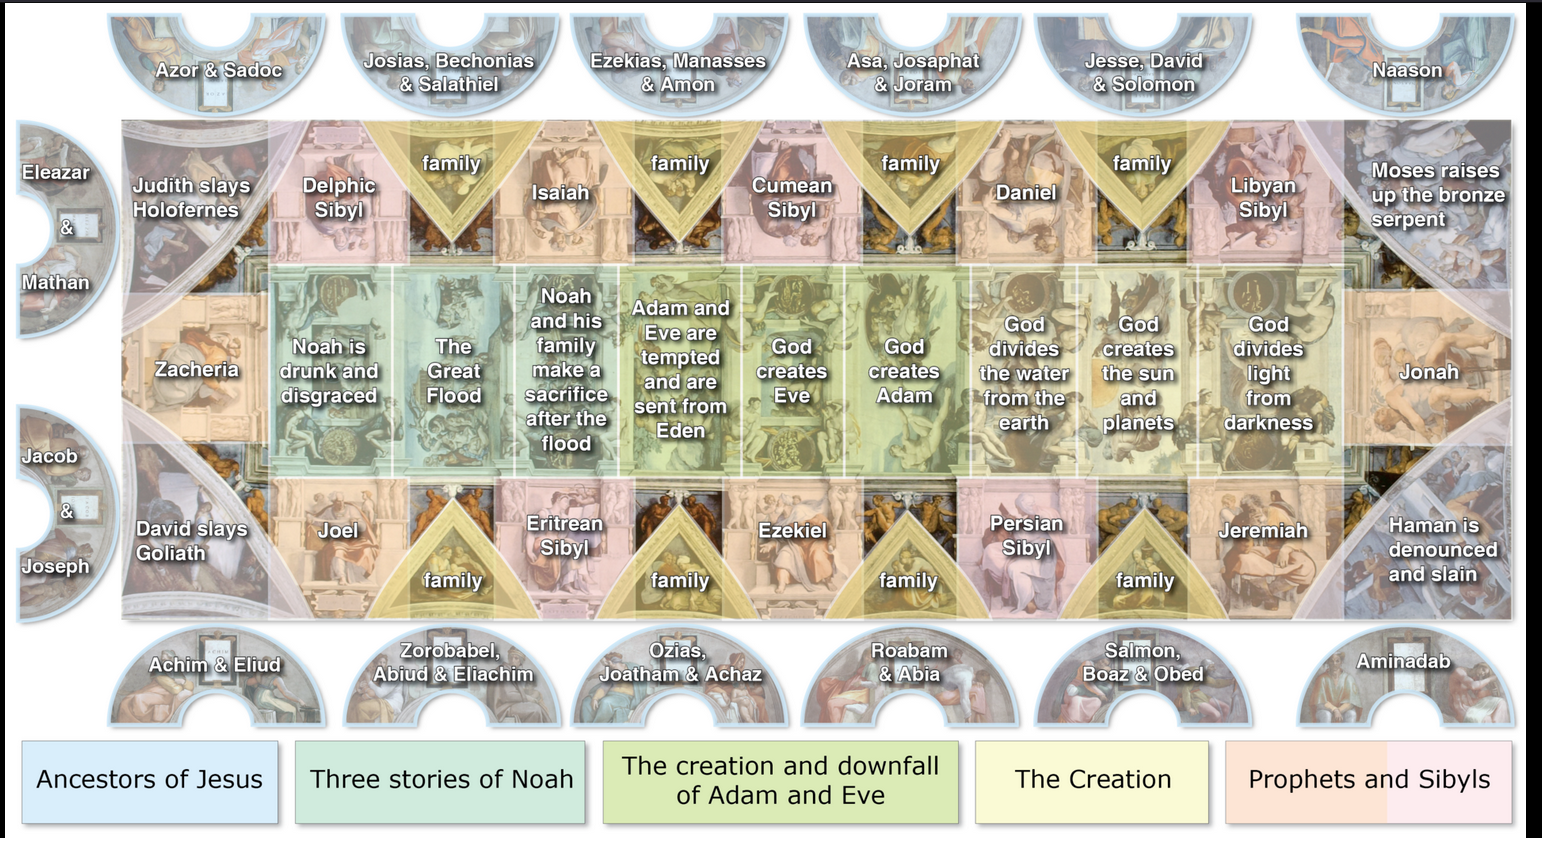 Azor & Sadoc
Josias, Bechonias
& Salathiel
Ezekias, Manasses
& Amon
Asa, Josaphat
& Joram
Jesse, David
& Solomon
Naason
Eleazar
&
Mathan
Judith slays
Holofernes
Delphic
Sibyl
family
Isaiah
family
Cumean
Sibyl
family
Daniel
family
Libyan
Sibyl
Moses raises
up the bronze
serpent
Zacheria
Noah is
drunk and
disgraced
The
Great
Flood
Noah
and his
family
make a
sacrifice
after the
flood
Adam and
Eve are
tempted
and are
sent from
Eden
God
creates
Eve
God
creates
Adam
God
divides
the water
from the
earth
God
creates
the sun
and
planets
God
divides
light
from
darkness
Jonah
Jacob
&
Joseph
David slays
Goliath
Joel
family
Eritrean
Sibyl
family
Ezekiel
family
Persian
Sibyl
family
Jeremiah
Haman is
denounced
and slain
Achim & Eliud
Zorobabel,
Abiud & Eliachim
Ozias,
Joatham & Achaz
Roabam
& Abia
Salmon,
Boaz & Obed
Aminadab
Ancestors of Jesus
Three stories of Noah
The creation and downfall
of Adam and Eve
The Creation
Prophets and Sibyls